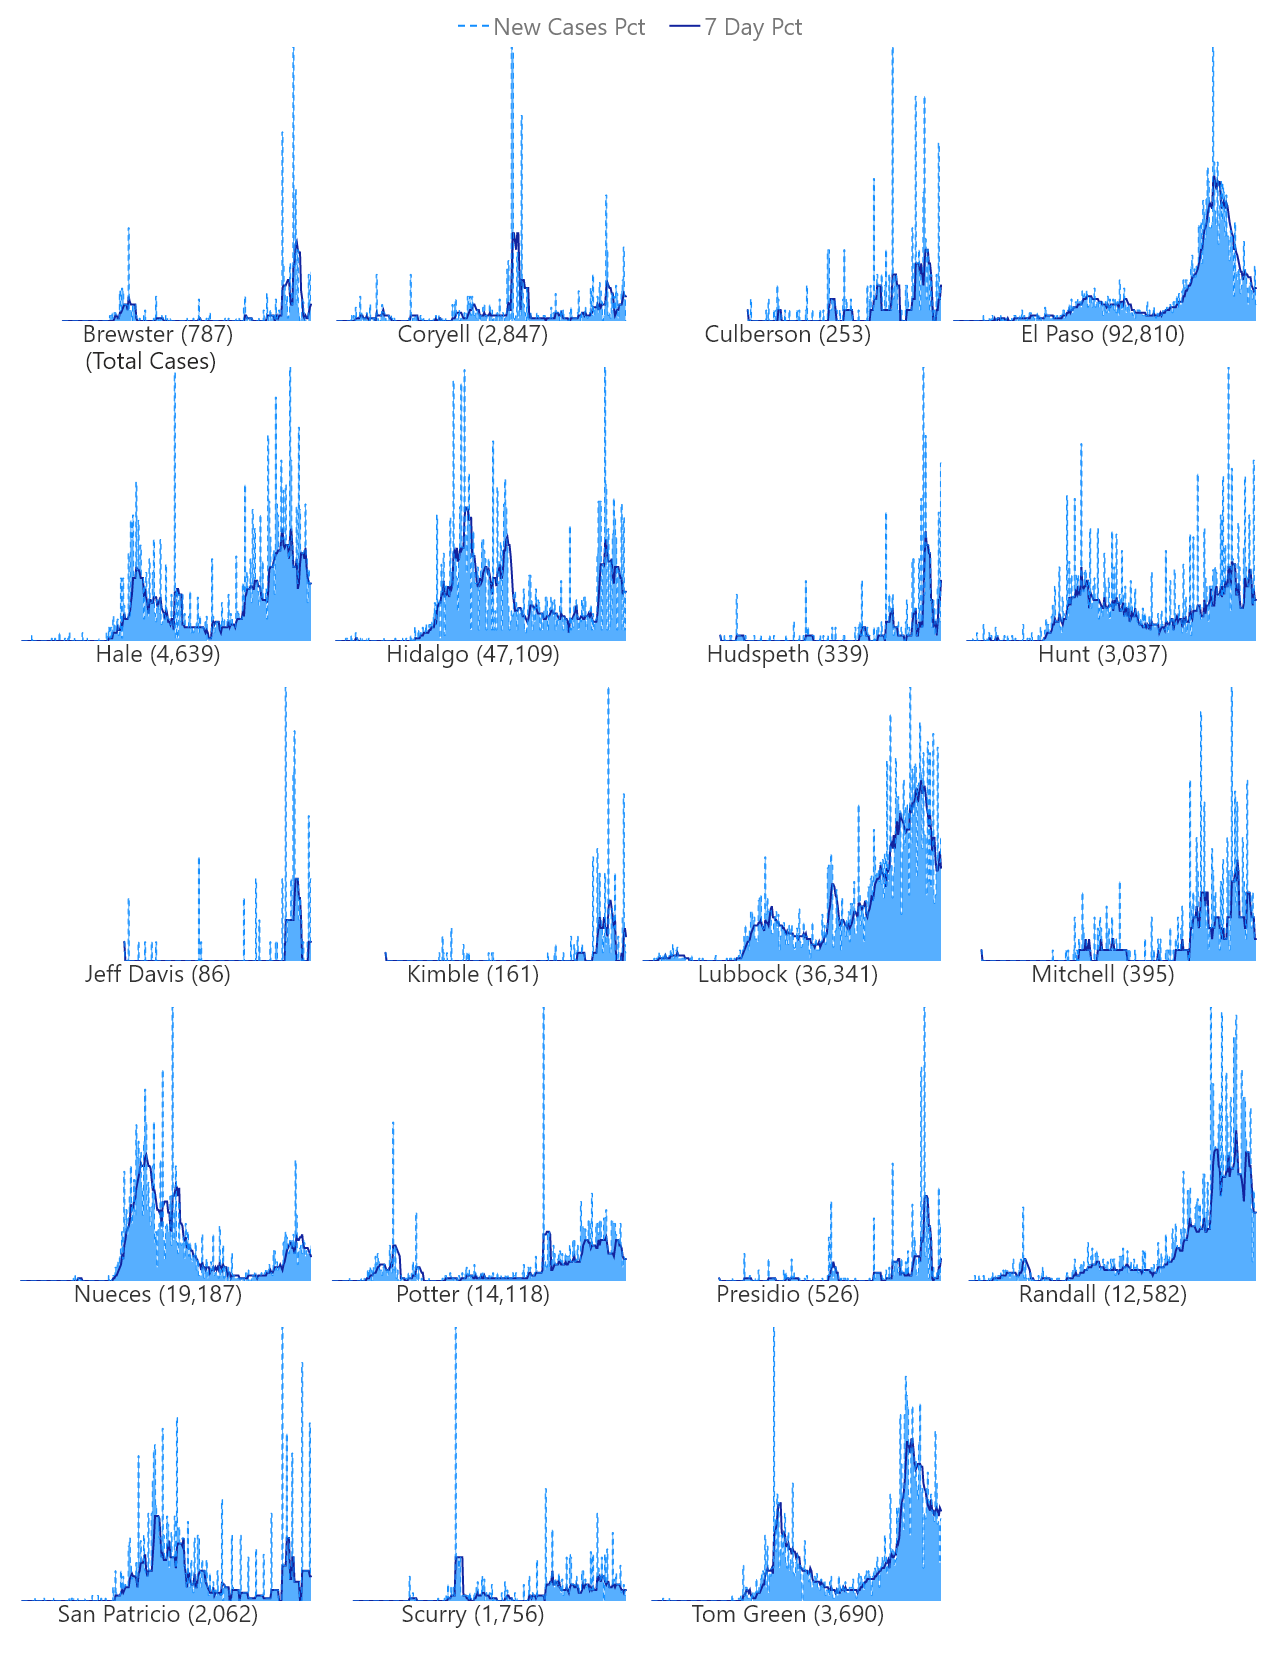 New Cases Pct 7 Day Pct
Brewster (787) Coryell (2,847) Culberson (253) El Paso (92,810)
(Total Cases)
Hale (4,639) Hidalgo (47,109) Hudspeth (339) Hunt (3,037)
Jeff Davis (86) Kimble (161) Lubbock (36,341) Mitchell (395)
Nueces (19,187) Potter (14,118) Presidio (526) Randall (12,582)
San Patricio (2,062) Scurry (1,756) Tom Green (3,690)